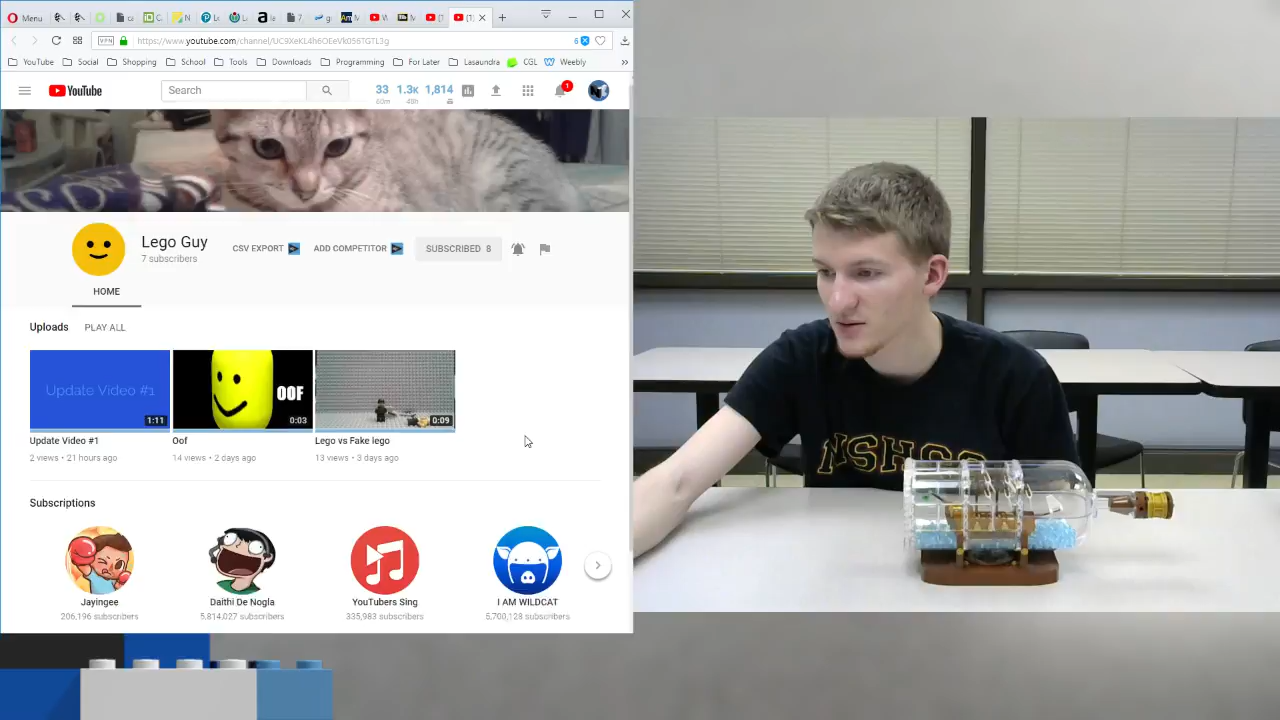 Menu
https://www.youtube.com/channel/UC9XeKL4h6OEeVk056TGTL3g
VPN
6
YouTube Social Shopping School Tools Downloads Programming For Later Lasaundra CGL Weebly »
YouTube
Search
33 1.3K 1,814
60m 48h
1
Lego Guy
7 subscribers
CSV EXPORT ADD COMPETITOR SUBSCRIBED 8
HOME
Uploads PLAY ALL
Update Video #1
1:11
OOF
0:03
0:09
Update Video #1 Oof Lego vs Fake lego
2 views • 21 hours ago 14 views • 2 days ago 13 views • 3 days ago
Subscriptions
Jayingee Daithi De Nogla YouTubers Sing I AM WILDCAT
206,196 subscribers 5,814,027 subscribers 335,983 subscribers 5,700,128 subscribers